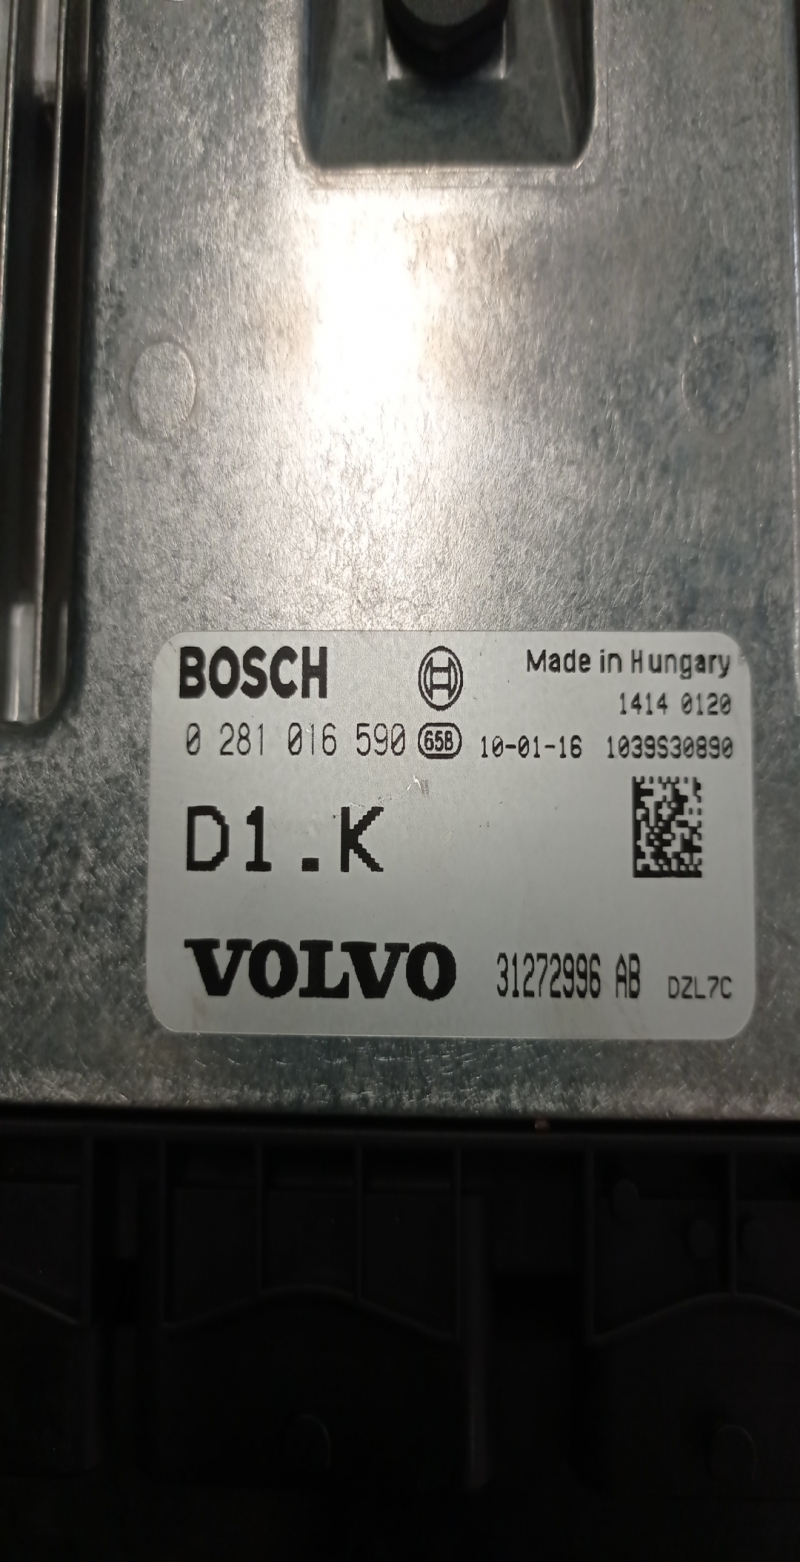 BOSCH
Made in Hungary
1414 0120
0 281 016 590 65B 10-01-16 1039S30890
D1.K
VOLVO 31272996 AB DZL7C